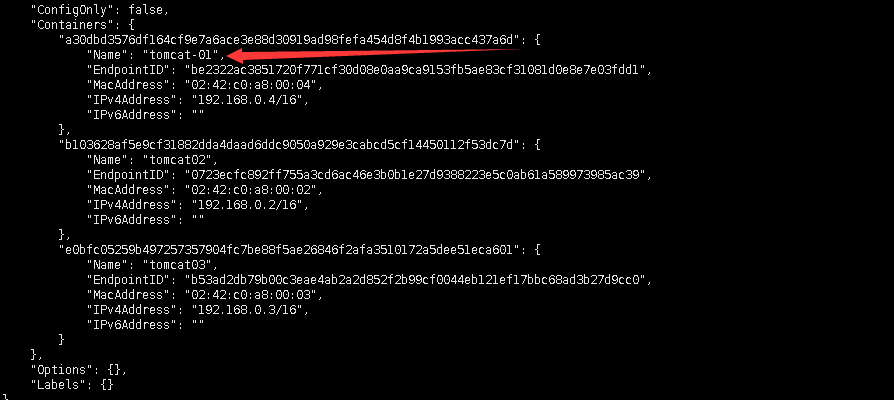 "ConfigOnly": false,
"Containers": {
"a30dbd3576df164cf9e7a6ace3e88d30919ad98fefa454d8f4b1993acc437a6d": {
"Name": "tomcat-01",
"EndpointID": "be2322ac3851720f771cf30d08e0aa9ca9153fb5ae83cf31081d0e8e7e03fdd1",
"MacAddress": "02:42:c0:a8:00:04",
"IPv4Address": "192.168.0.4/16",
"IPv6Address": ""
},
"b103628af5e9cf31882dda4daad6ddc9050a929e3cabcd5cf14450112f53dc7d": {
"Name": "tomcat02",
"EndpointID": "0723ecfc892ff755a3cd6ac46e3b0b1e27d9388223e5c0ab61a589973985ac39",
"MacAddress": "02:42:c0:a8:00:02",
"IPv4Address": "192.168.0.2/16",
"IPv6Address": ""
},
"e0bfc05259b497257357904fc7be88f5ae26846f2afa3510172a5dee51eca601": {
"Name": "tomcat03",
"EndpointID": "b53ad2db79b00c3eae4ab2a2d852f2b99cf0044eb121ef17bbc68ad3b27d9cc0",
"MacAddress": "02:42:c0:a8:00:03",
"IPv4Address": "192.168.0.3/16",
"IPv6Address": ""
}
},
"Options": {},
"Labels": {}
}